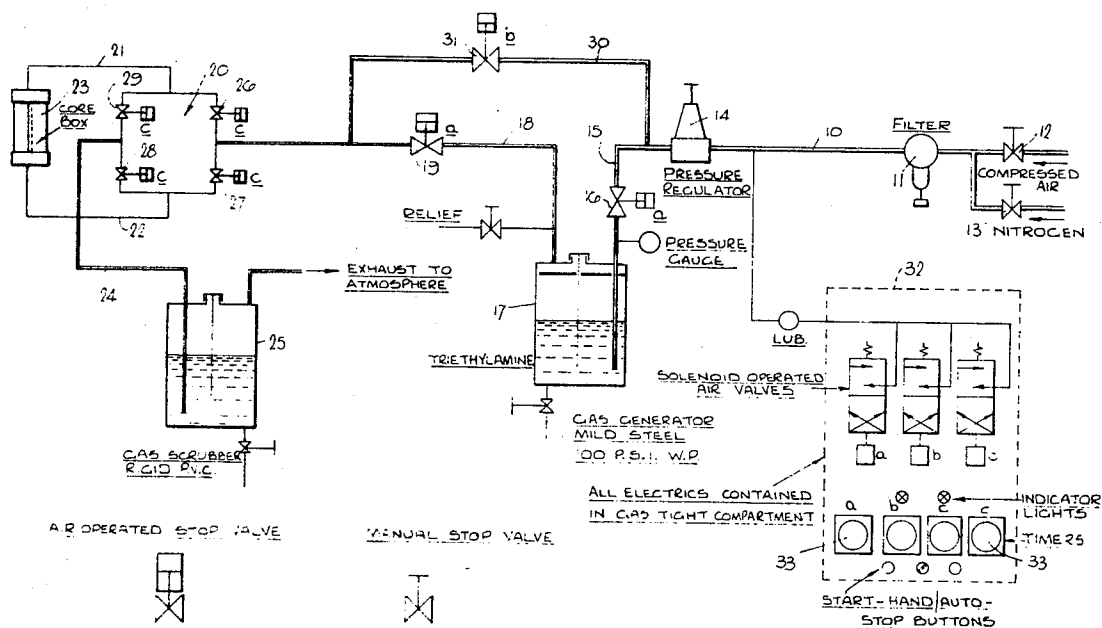 31
b
30
21
20
29
26
23
CORE
BOX
c
c
a
18
19
15
14
10
FILTER
12
11
COMPRESSED
AIR
PRESSURE
REGULATOR
28
c
c
27
22
16
a
13 NITROGEN
RELIEF
PRESSURE
GAUGE
32
EXHAUST TO
ATMOSPHERE
24
17
25
LUB.
TRIETHYLAMINE
SOLENOID OPERATED
AIR VALVES
GAS GENERATOR
MILD STEEL
100 P.S.I. W.P.
GAS SCRUBBER
RIGID P.V.C.
a
b
c
ALL ELECTRICS CONTAINED
IN GAS TIGHT COMPARTMENT
INDICATOR
LIGHTS
a
b
c
c
TIMERS
33
33
AIR OPERATED STOP VALVE
MANUAL STOP VALVE
START-HAND/AUTO-
STOP BUTTONS